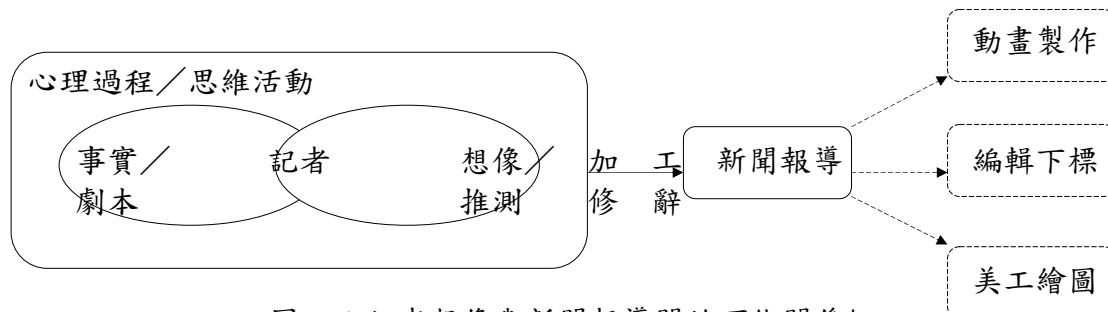 動畫製作
心理過程／思維活動
事實／ 記者 想像／ 加 工 新聞報導 編輯下標
劇本 推測 修 辭
美工繪圖